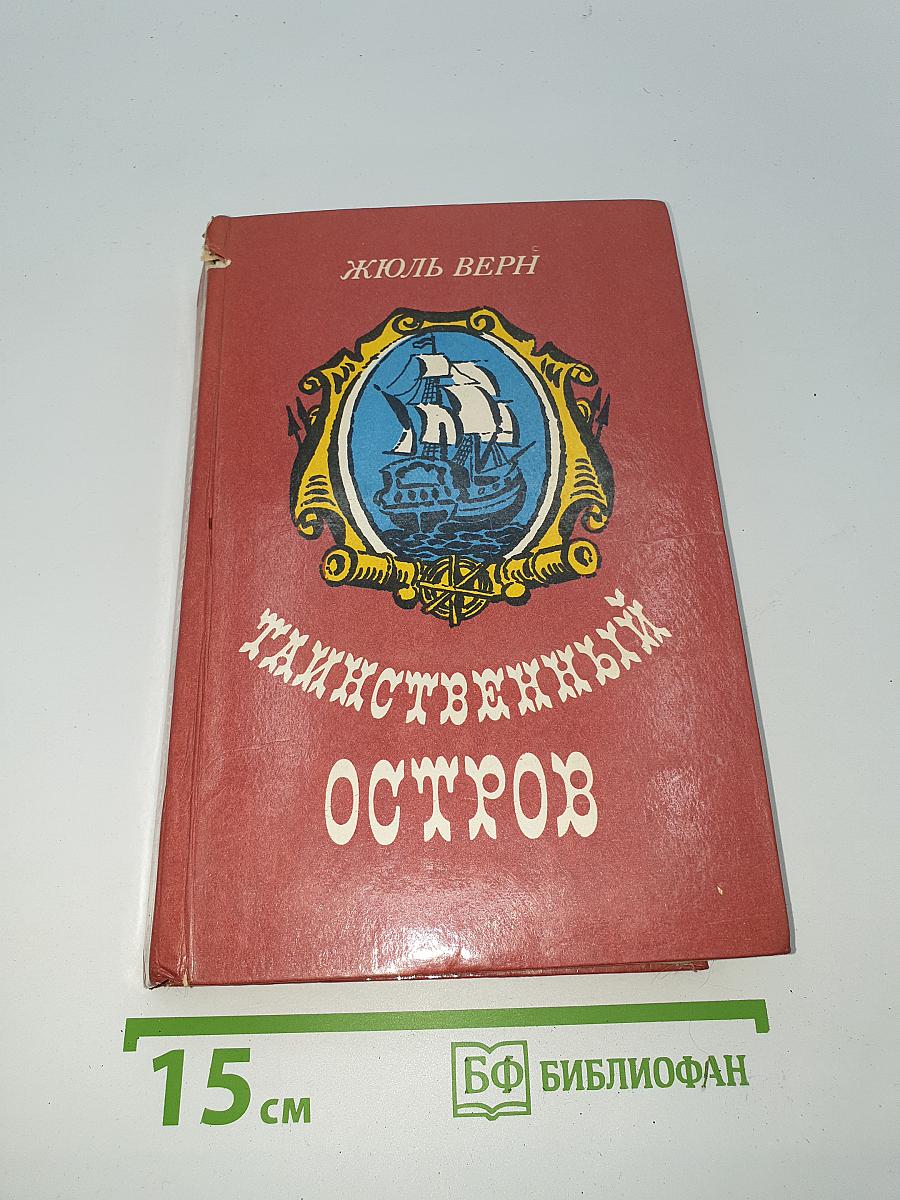 ЖЮЛЬ ВЕРН
ТАИНСТВЕННЫЙ
ОСТРОВ
15 см
БФ БИБЛИОФАН